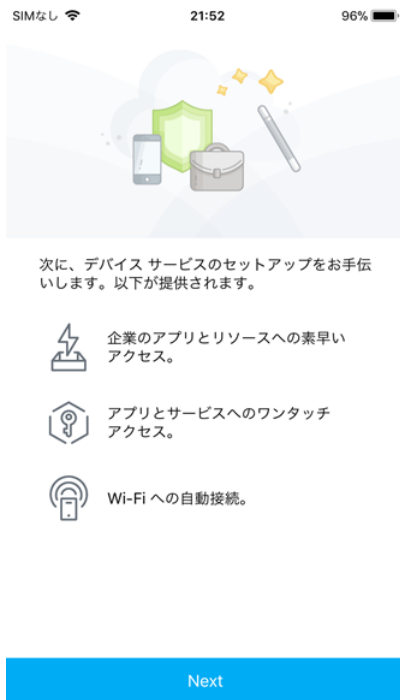 SIMなし 21:52 96%
次に、デバイス サービスのセットアップをお手伝
いします。以下が提供されます。
企業のアプリとリソースへの素早い
アクセス。
アプリとサービスへのワンタッチ
アクセス。
Wi-Fi への自動接続。
Next